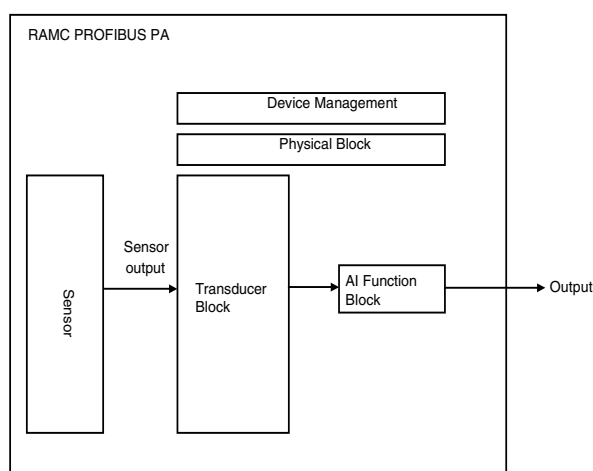 RAMC PROFIBUS PA
Device Management
Physical Block
Sensor
Sensor
output
Transducer
Block
AI Function
Block
Output